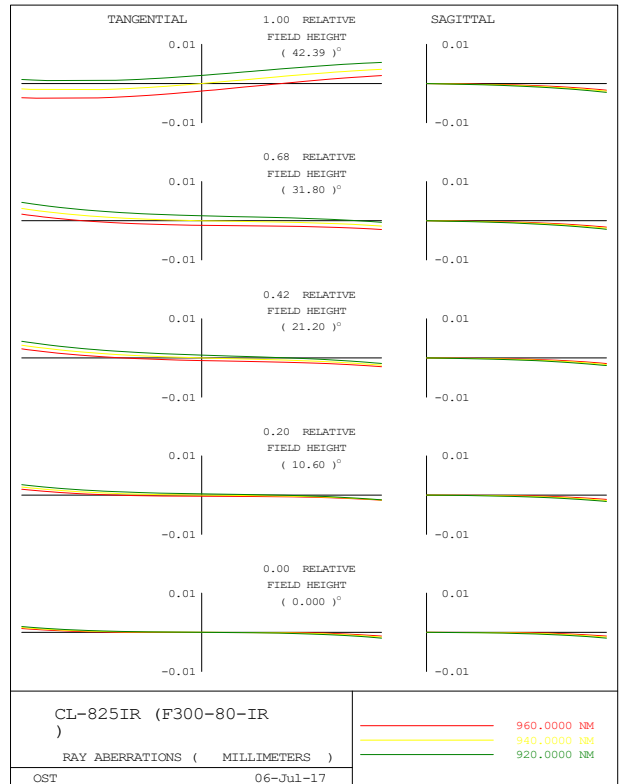 TANGENTIAL 1.00 RELATIVE SAGITTAL
FIELD HEIGHT
( 42.39 )°
0.01 0.01
-0.01 -0.01
0.68 RELATIVE
FIELD HEIGHT
( 31.80 )°
0.01 0.01
-0.01 -0.01
0.42 RELATIVE
FIELD HEIGHT
( 21.20 )°
0.01 0.01
-0.01 -0.01
0.20 RELATIVE
FIELD HEIGHT
( 10.60 )°
0.01 0.01
-0.01 -0.01
0.00 RELATIVE
FIELD HEIGHT
( 0.000 )°
0.01 0.01
-0.01 -0.01
CL-825IR (F300-80-IR
)
RAY ABERRATIONS ( MILLIMETERS )
OST 06-Jul-17
960.0000 NM
940.0000 NM
920.0000 NM